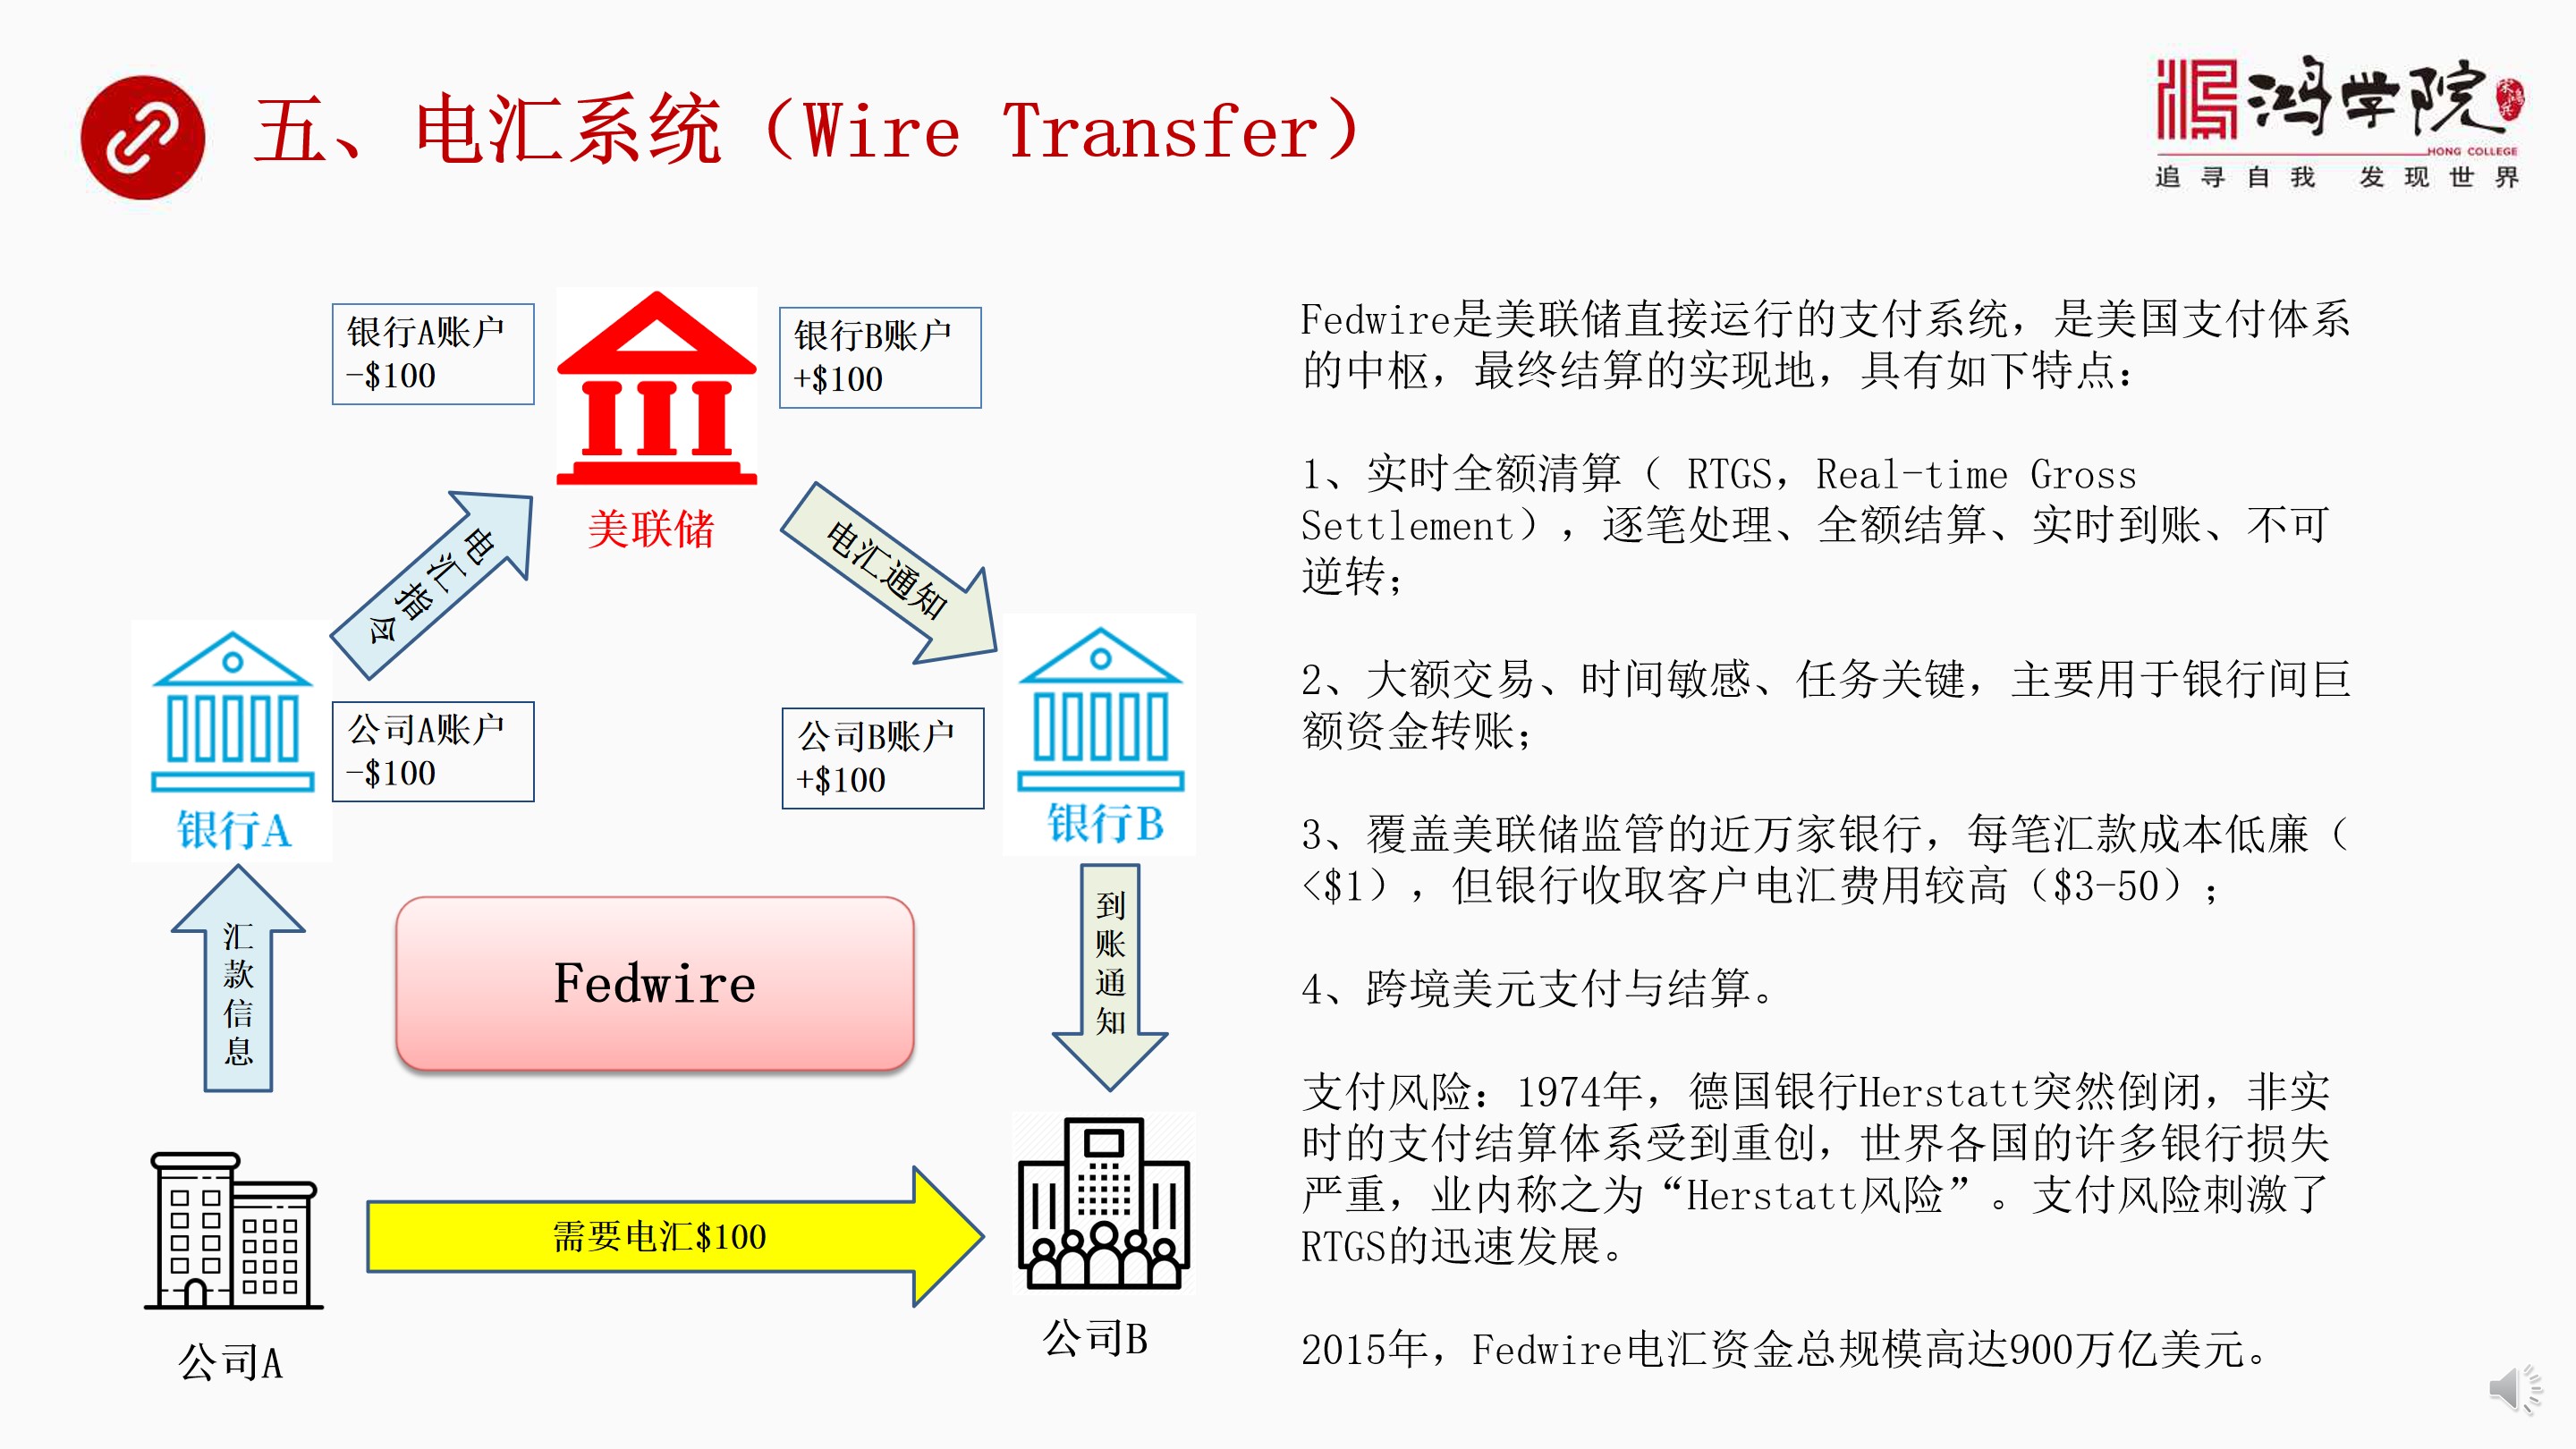 五、电汇系统（Wire Transfer）
鸿学院
宋鸿兵
HONG COLLEGE
追寻自我 发现世界
银行A账户
-$100
银行B账户
+$100
美联储
电汇指令
电汇通知
公司A账户
-$100
公司B账户
+$100
银行A
银行B
汇款信息
Fedwire
到账通知
需要电汇$100
公司A
公司B
Fedwire是美联储直接运行的支付系统，是美国支付体系
的中枢，最终结算的实现地，具有如下特点：
1、实时全额清算（ RTGS，Real-time Gross
Settlement），逐笔处理、全额结算、实时到账、不可
逆转；
2、大额交易、时间敏感、任务关键，主要用于银行间巨
额资金转账；
3、覆盖美联储监管的近万家银行，每笔汇款成本低廉（
<$1），但银行收取客户电汇费用较高（$3-50）；
4、跨境美元支付与结算。
支付风险：1974年，德国银行Herstatt突然倒闭，非实
时的支付结算体系受到重创，世界各国的许多银行损失
严重，业内称之为“Herstatt风险”。支付风险刺激了
RTGS的迅速发展。
2015年，Fedwire电汇资金总规模高达900万亿美元。